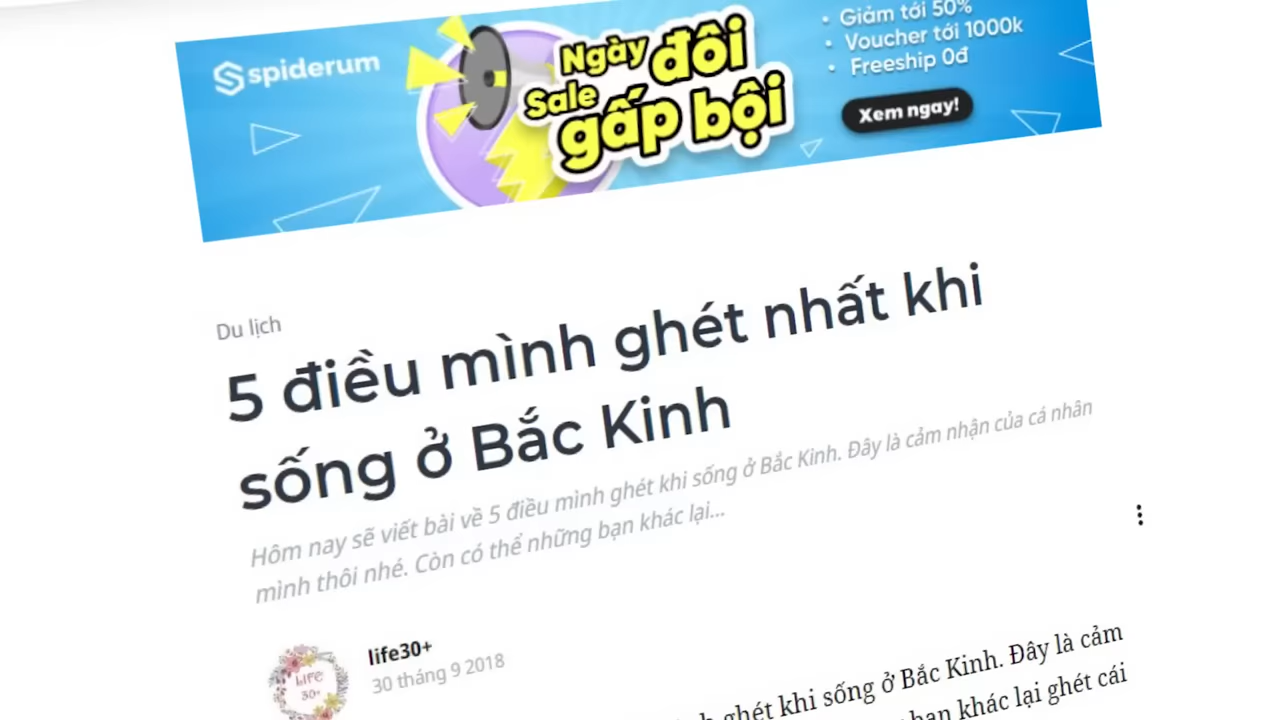 spiderum
Ngày đôi
Sale gấp bội
• Giảm tới 50%
• Voucher tới 1000k
• Freeship 0đ
Xem ngay!
Du lịch
5 điều mình ghét nhất khi
sống ở Bắc Kinh
Hôm nay sẽ viết bài về 5 điều mình ghét khi sống ở Bắc Kinh. Đây là cảm nhận của cá nhân
mình thôi nhé. Còn có thể những bạn khác lại...
LIFE
30+
life30+
30 tháng 9 2018
ghét khi sống ở Bắc Kinh. Đây là cảm
bạn khác lại ghét cái